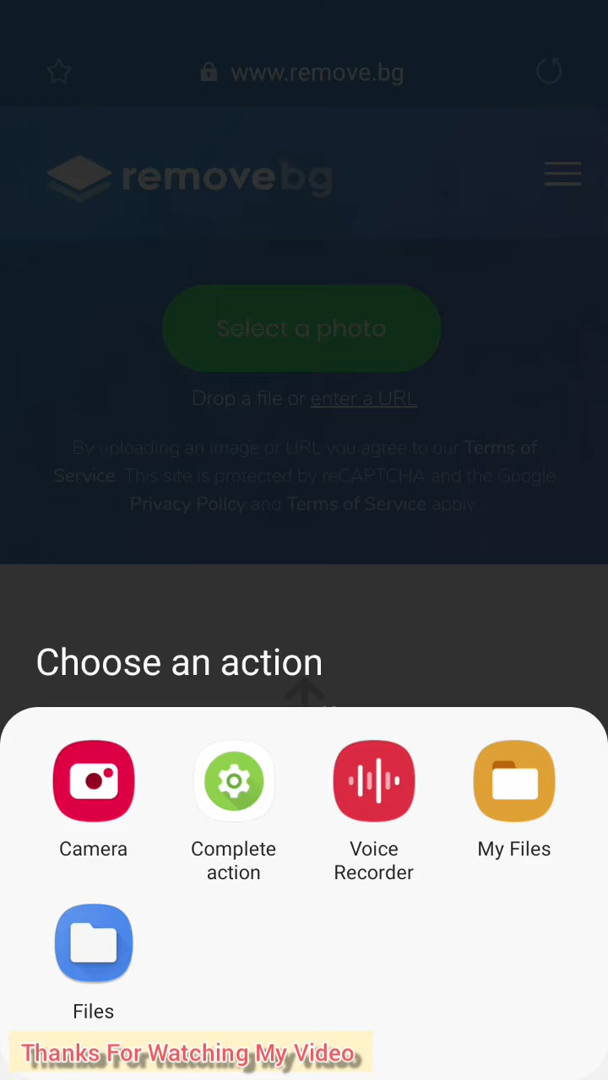 www.remove.bg
removebg
Select a photo
Drop a file or enter a URL
By uploading an image or URL you agree to our Terms of
Service. This site is protected by reCAPTCHA and the Google
Privacy Policy and Terms of Service apply.
Choose an action
Camera
Complete
action
Voice
Recorder
My Files
Files
Thanks For Watching My Video